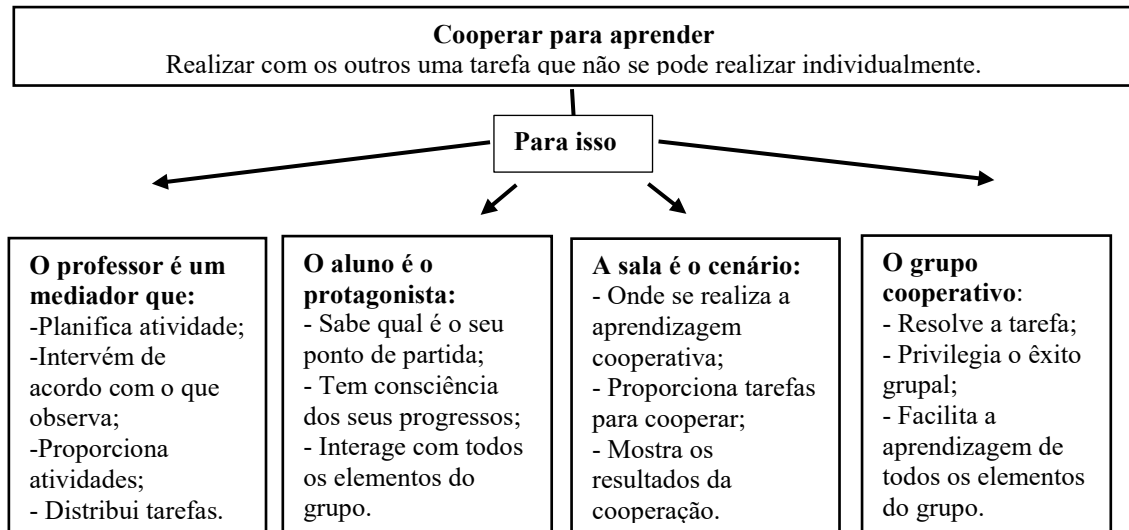 Cooperar para aprender
Realizar com os outros uma tarefa que não se pode realizar individualmente.
Para isso
O professor é um
mediador que:
-Planifica atividade;
-Intervém de
acordo com o que
observa;
-Proporciona
atividades;
- Distribui tarefas.
O aluno é o
protagonista:
- Sabe qual é o seu
ponto de partida;
- Tem consciência
dos seus progressos;
- Interage com todos
os elementos do
grupo.
A sala é o cenário:
- Onde se realiza a
aprendizagem
cooperativa;
- Proporciona tarefas
para cooperar;
- Mostra os
resultados da
cooperação.
O grupo
cooperativo:
- Resolve a tarefa;
- Privilegia o êxito
grupal;
- Facilita a
aprendizagem de
todos os elementos
do grupo.